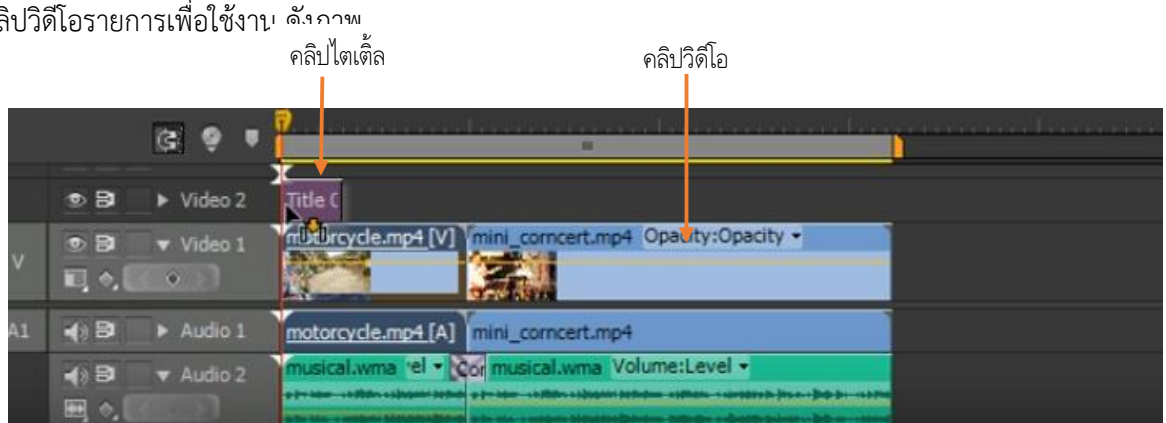 ลิปวิดีโอรายการเพื่อใช้งาน ดังภาพ
คลิปไตเติ้ล
คลิปวิดีโอ
Video 2
Title
V
Video 1
motorcycle.mp4 [V]
mini_corncert.mp4 Opacity:Opacity
A1
Audio 1
motorcycle.mp4 [A]
mini_corncert.mp4
Audio 2
musical.wma
musical.wma Volume:Level